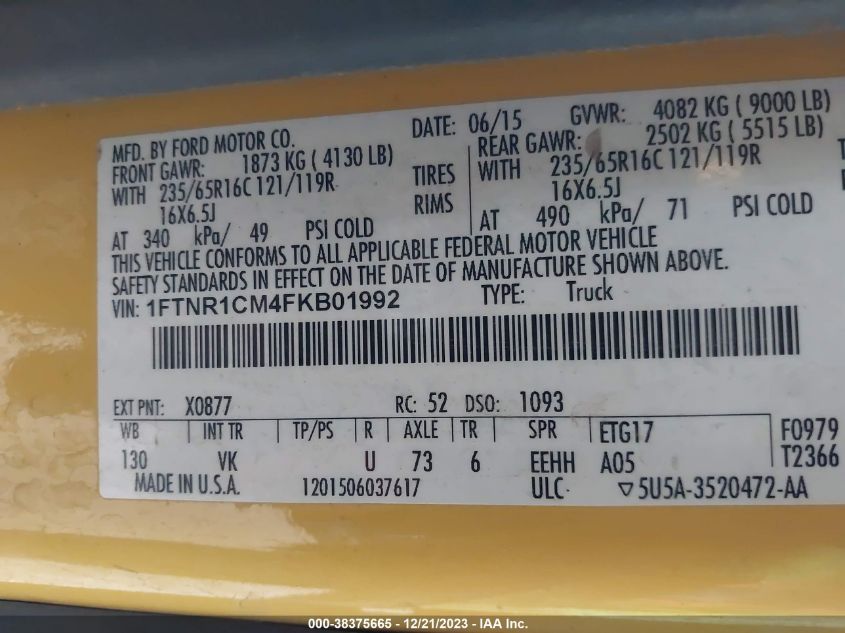 MFD. BY FORD MOTOR CO. DATE: 06/15 GVWR: 4082 KG ( 9000 LB)
FRONT GAWR: 1873 KG ( 4130 LB) REAR GAWR: 2502 KG ( 5515 LB)
WITH 235/65R16C 121/119R TIRES WITH 235/65R16C 121/119R
16X6.5J RIMS 16X6.5J
AT 340 kPa/ 49 PSI COLD AT 490 kPa/ 71 PSI COLD
THIS VEHICLE CONFORMS TO ALL APPLICABLE FEDERAL MOTOR VEHICLE
SAFETY STANDARDS IN EFFECT ON THE DATE OF MANUFACTURE SHOWN ABOVE.
VIN: 1FTNR1CM4FKB01992 TYPE: Truck
EXT PNT: X0877 RC: 52 DSO: 1093
WB INT TR TP/PS R AXLE TR SPR ETG17 F0979
130 VK U 73 6 EEHH A05 T2366
MADE IN U.S.A. 1201506037617 ULC ▽5U5A-3520472-AA
000-38375665 - 12/21/2023 - IAA Inc.